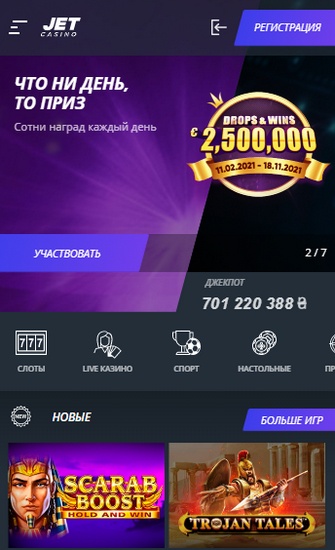 JET
CASINO
РЕГИСТРАЦИЯ
ЧТО НИ ДЕНЬ,
ТО ПРИЗ
Сотни наград каждый день
DROPS & WINS
€2,500,000
11.02.2021 - 18.11.2021
УЧАСТВОВАТЬ
2 / 7
ДЖЕКПОТ
701 220 388 ₴
777
СЛОТЫ
LIVE КАЗИНО
СПОРТ
НАСТОЛЬНЫЕ
ПР
NEW
НОВЫЕ
БОЛЬШЕ ИГР
SCARAB
BOOST
HOLD AND WIN
TROJAN TALES